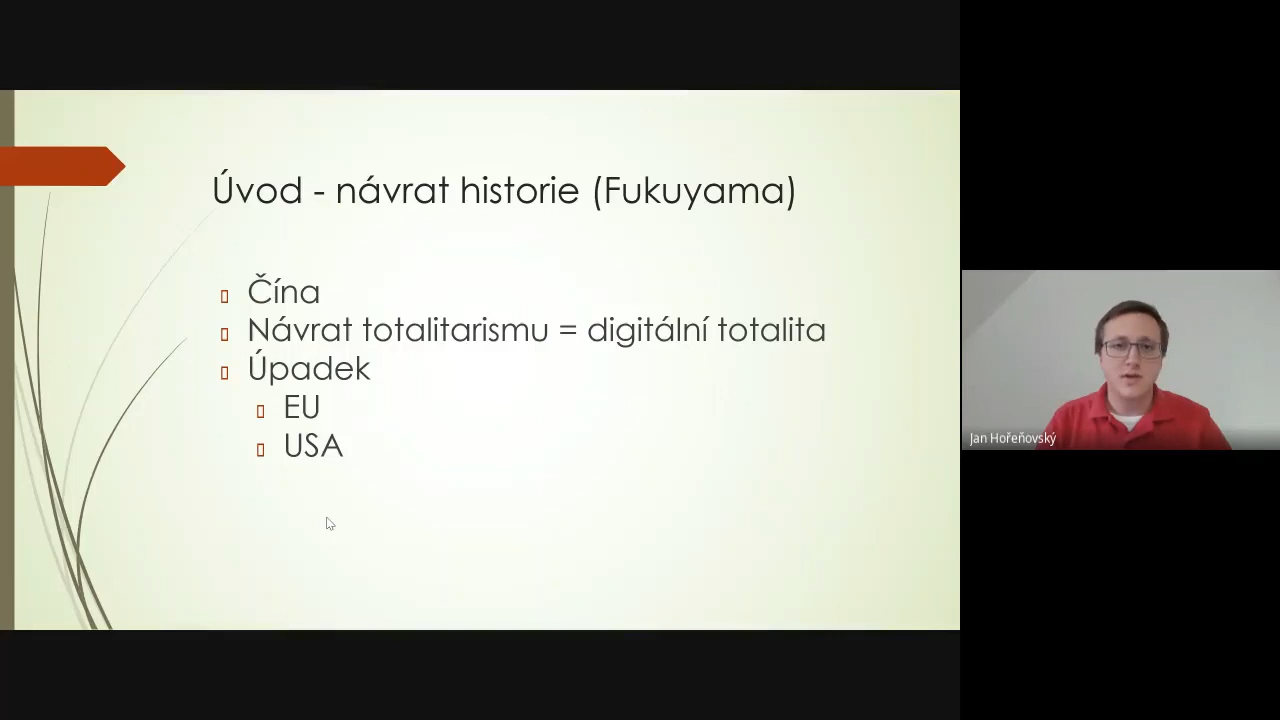 Úvod - návrat historie (Fukuyama)
Čína
Návrat totalitarismu = digitální totalita
Úpadek
EU
USA
Jan Hořeňovský